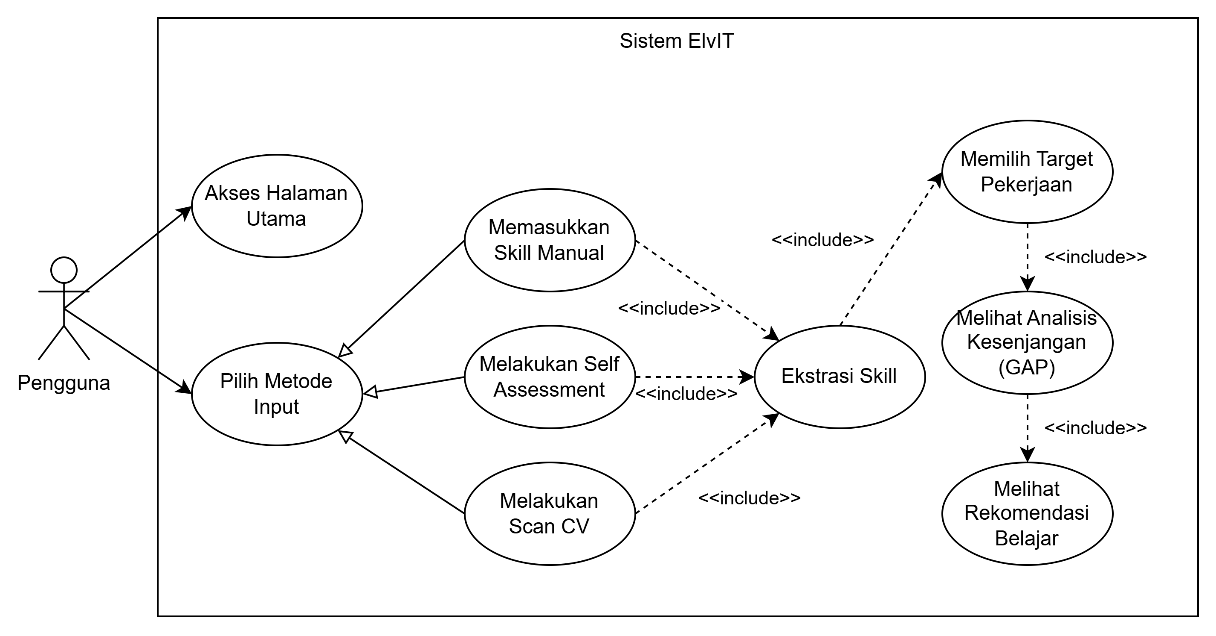 Sistem ElvIT
Akses Halaman
Utama
Pengguna
Pilih Metode
Input
Memasukkan
Skill Manual
Melakukan Self
Assessment
Melakukan
Scan CV
<<include>>
<<include>>
<<include>>
Ekstrasi Skill
<<include>>
Memilih Target
Pekerjaan
<<include>>
Melihat Analisis
Kesenjangan
(GAP)
<<include>>
Melihat
Rekomendasi
Belajar